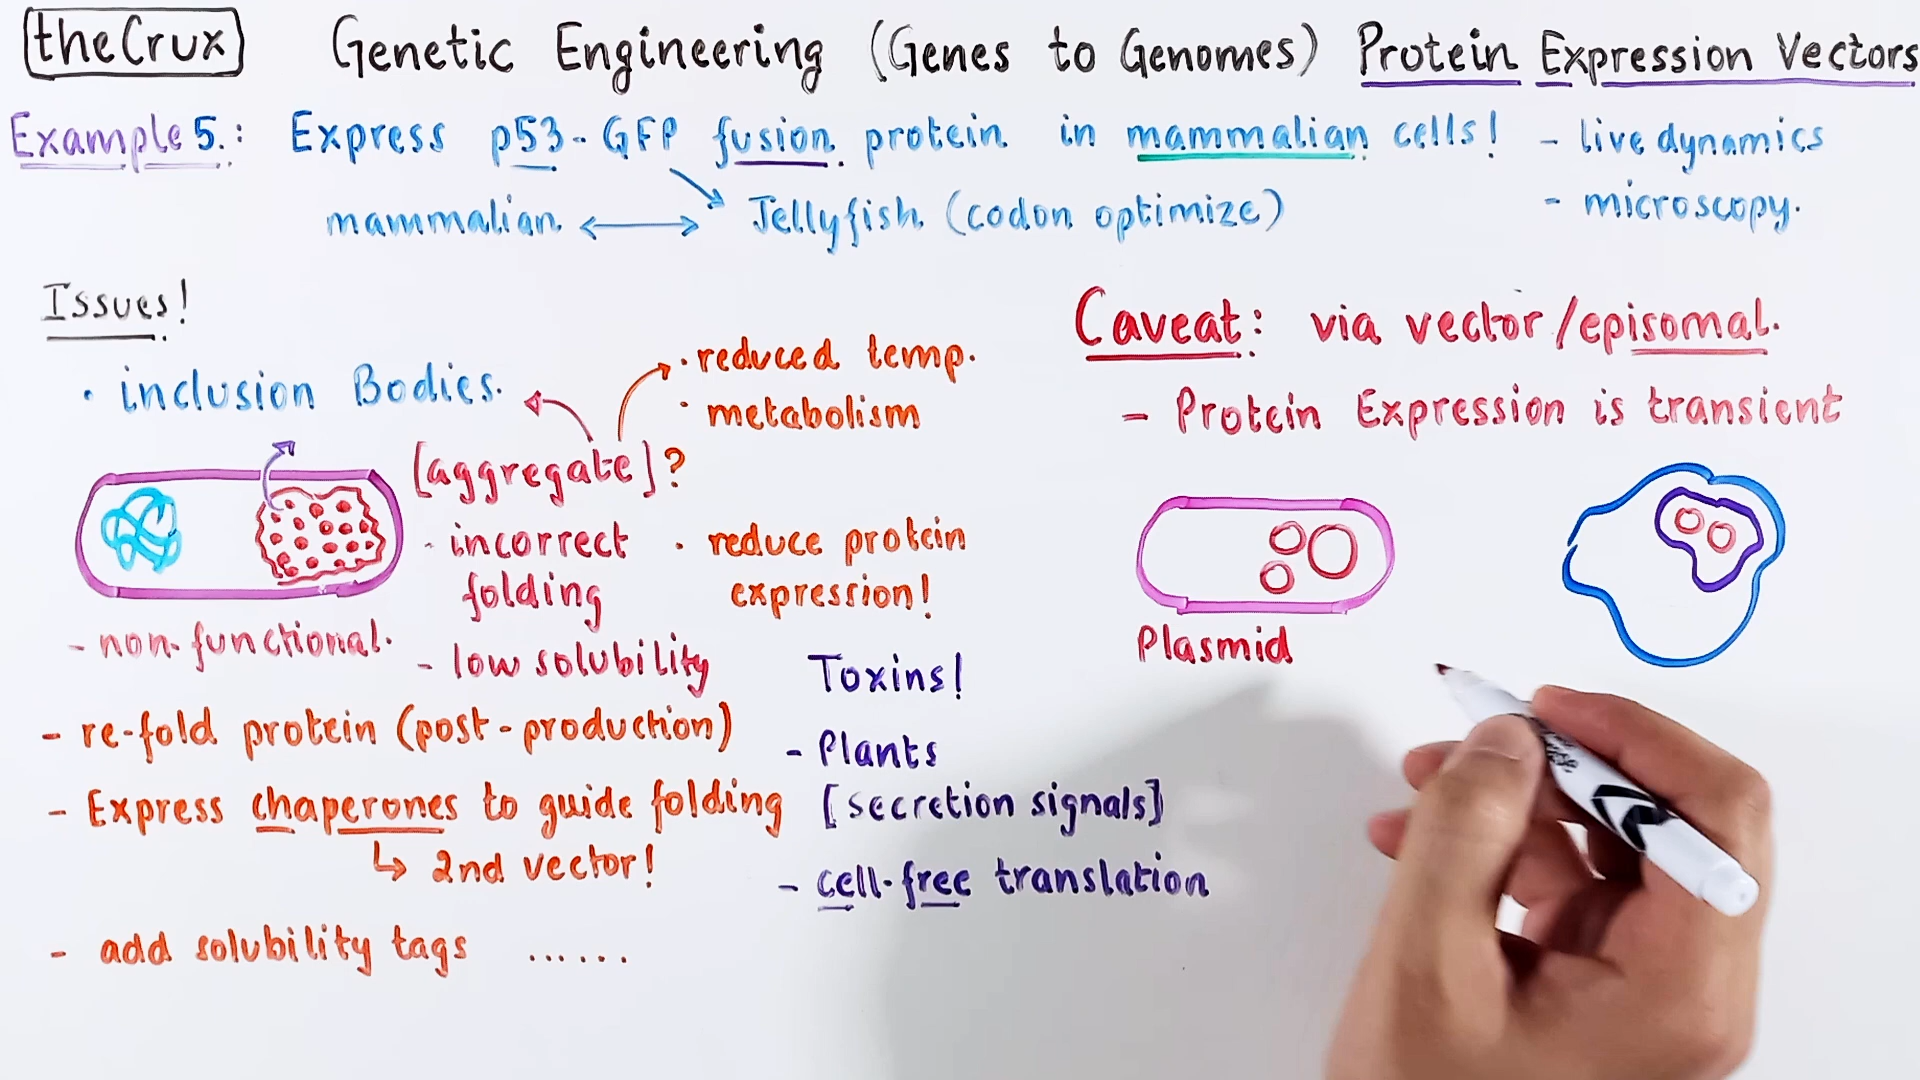 theCrux Genetic Engineering (Genes to Genomes) Protein Expression Vectors
Example 5.: Express p53-GFP fusion protein in mammalian cells!
- live dynamics
- microscopy.
mammalian ⟷ Jellyfish (codon optimize)
Issues!
· inclusion Bodies.
[aggregate]?
· reduced temp.
· metabolism
- incorrect folding
· reduce protein
expression!
- low solubility
- non-functional.
- re-fold protein (post-production)
- Express chaperones to guide folding
↳ 2nd vector!
- add solubility tags ......
Toxins!
- Plants
[secretion signals]
- cell-free translation
Caveat: via vector/episomal.
- Protein Expression is transient
Plasmid